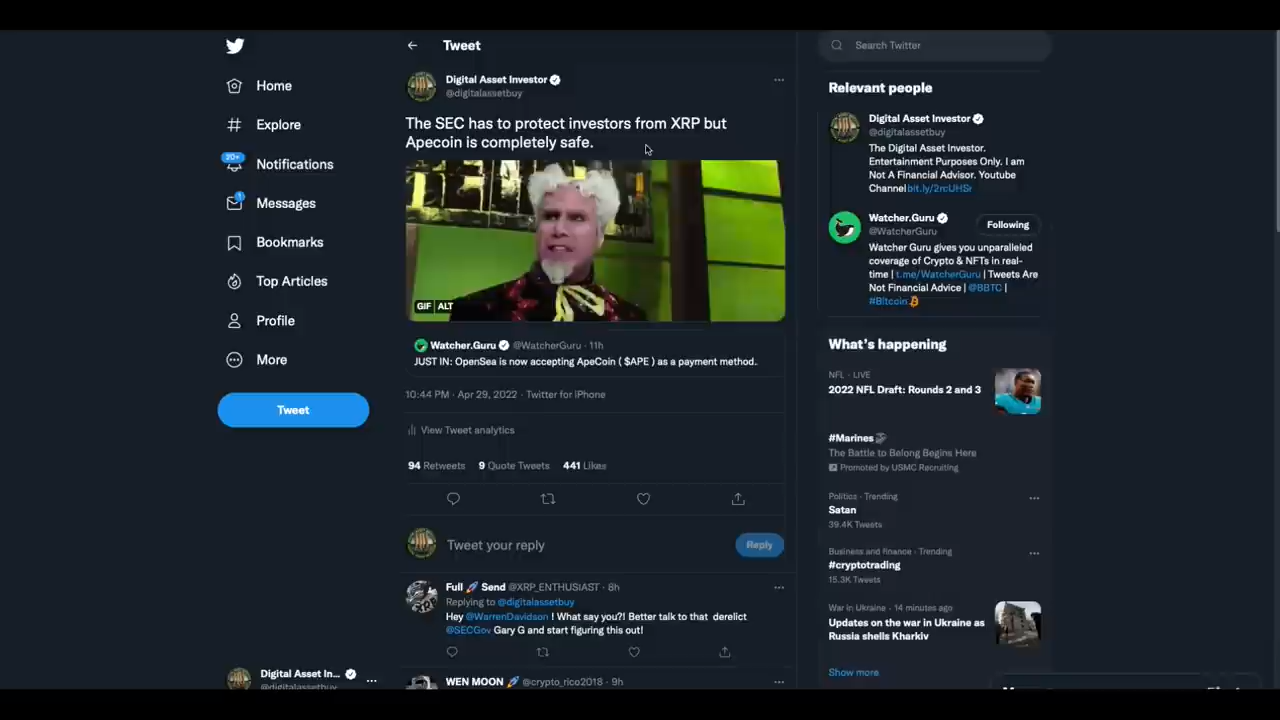 Tweet
Search Twitter
Home
Explore
20+
Notifications
1
Messages
Bookmarks
Top Articles
Profile
More
Tweet
Digital Asset In...
@digitalassetbuy
Digital Asset Investor
@digitalassetbuy
The SEC has to protect investors from XRP but
Apecoin is completely safe.
GIF ALT
Watcher.Guru @WatcherGuru · 11h
JUST IN: OpenSea is now accepting ApeCoin ( $APE ) as a payment method.
10:44 PM · Apr 29, 2022 · Twitter for iPhone
View Tweet analytics
94 Retweets 9 Quote Tweets 441 Likes
Tweet your reply
Reply
Full 🚀 Send @XRP_ENTHUSIAST · 8h
Replying to @digitalassetbuy
Hey @WarrenDavidson ! What say you?! Better talk to that derelict
@SECGov Gary G and start figuring this out!
WEN MOON 🚀 @crypto_rico2018 · 9h
Relevant people
Digital Asset Investor
@digitalassetbuy
The Digital Asset Investor.
Entertainment Purposes Only. I am
Not A Financial Advisor. Youtube
Channel bit.ly/2rcUHSr
Watcher.Guru
@WatcherGuru
Following
Watcher Guru gives you unparalleled
coverage of Crypto & NFTs in real-
time | t.me/WatcherGuru | Tweets Are
Not Financial Advice | @BBTC |
#Bitcoin
What's happening
NFL · LIVE
2022 NFL Draft: Rounds 2 and 3
#Marines
The Battle to Belong Begins Here
Promoted by USMC Recruiting
Politics · Trending
Satan
39.4K Tweets
Business and finance · Trending
#cryptotrading
15.3K Tweets
War in Ukraine · 14 minutes ago
Updates on the war in Ukraine as
Russia shells Kharkiv
Show more